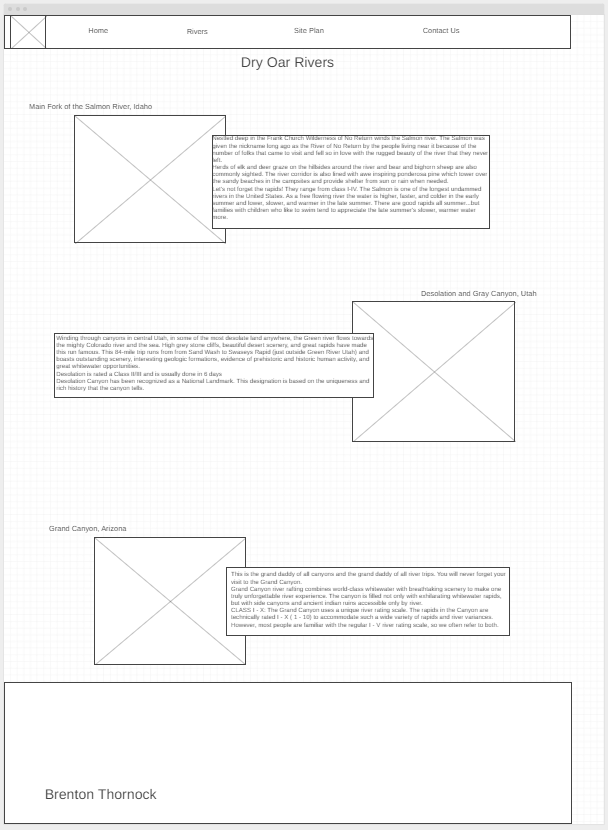 Home Rivers Site Plan Contact Us
Dry Oar Rivers
Main Fork of the Salmon River, Idaho
Nestled deep in the Frank Church Wilderness of No Return winds the Salmon river. The Salmon was
given the nickname long ago as the River of No Return by the people living near it because of the
number of folks that came to visit and fell so in love with the rugged beauty of the river that they never
left.
Herds of elk and deer graze on the hillsides around the river and bear and bighorn sheep are also
commonly sighted. The river corridor is also lined with awe inspiring ponderosa pine which tower over
the sandy beaches in the campsites and provide shelter from sun or rain when needed.
Let's not forget the rapids! They range from class I-IV. The Salmon is one of the longest undammed
rivers in the United States. As a free flowing river the water is higher, faster, and colder in the early
summer and lower, slower, and warmer in the late summer. There are good rapids all summer...but
families with children who like to swim tend to appreciate the late summer's slower, warmer water
more.
Desolation and Gray Canyon, Utah
Winding through canyons in central Utah, in some of the most desolate land anywhere, the Green river flows towards
the mighty Colorado river and the sea. High grey stone cliffs, beautiful desert scenery, and great rapids have made
this run famous. This 84-mile trip runs from from Sand Wash to Swaseys Rapid (just outside Green River Utah) and
boasts outstanding scenery, interesting geologic formations, evidence of prehistoric and historic human activity, and
great whitewater opportunities.
Desolation is rated a Class II/III and is usually done in 6 days
Desolation Canyon has been recognized as a National Landmark. This designation is based on the uniqueness and
rich history that the canyon tells.
Grand Canyon, Arizona
This is the grand daddy of all canyons and the grand daddy of all river trips. You will never forget your
visit to the Grand Canyon.
Grand Canyon river rafting combines world-class whitewater with breathtaking scenery to make one
truly unforgettable river experience. The canyon is filled not only with exhilarating whitewater rapids,
but with side canyons and ancient indian ruins accessible only by river.
CLASS I - X: The Grand Canyon uses a unique river rating scale. The rapids in the Canyon are
technically rated I - X ( 1 - 10) to accommodate such a wide variety of rapids and river variances.
However, most people are familiar with the regular I - V river rating scale, so we often refer to both.
Brenton Thornock